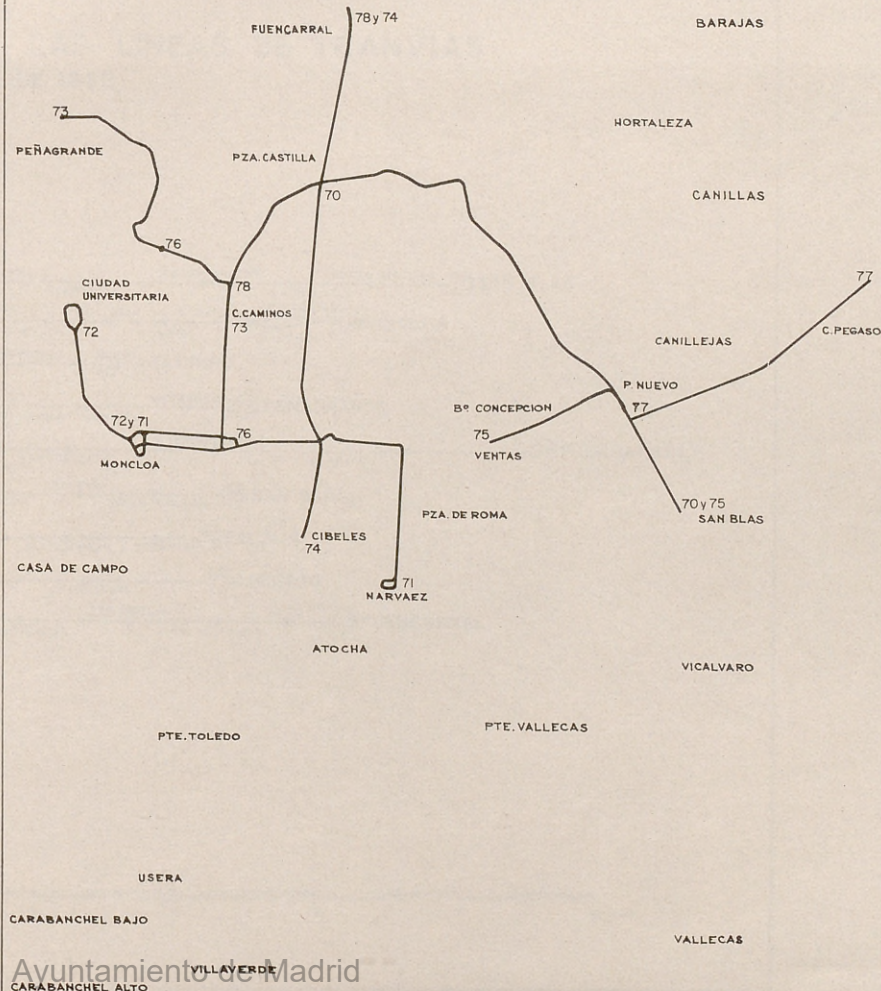 78 y 74
FUENCARRAL
BARAJAS
73
HORTALEZA
PEÑAGRANDE
PZA. CASTILLA
70
CANILLAS
76
78
CIUDAD
UNIVERSITARIA
77
C. CAMINOS
73
72
C. PEGASO
CANILLEJAS
P. NUEVO
77
Bº CONCEPCION
75
VENTAS
72 y 71
76
MONCLOA
70 y 75
SAN BLAS
PZA. DE ROMA
CIBELES
74
CASA DE CAMPO
71
NARVAEZ
ATOCHA
VICALVARO
PTE. VALLECAS
PTE. TOLEDO
USERA
CARABANCHEL BAJO
VALLECAS
VILLAVERDE
Ayuntamiento de Madrid
CARABANCHEL ALTO